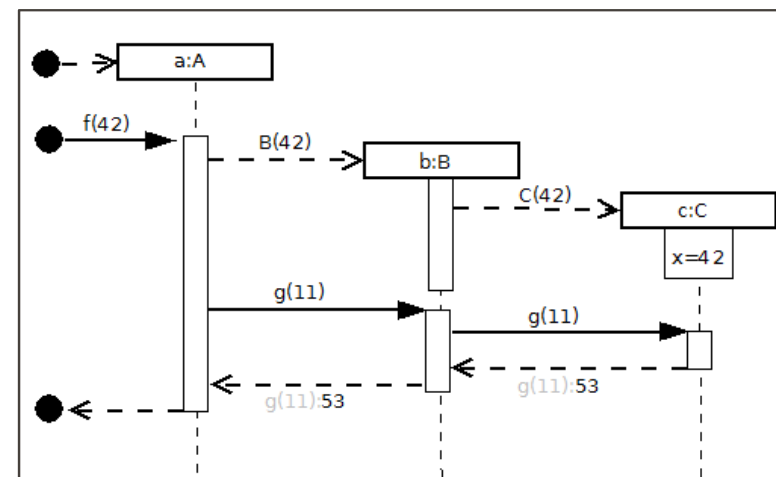 a:A
f(42)
B(42)
b:B
C(42)
c:C
x=42
g(11)
g(11)
g(11):53
g(11):53